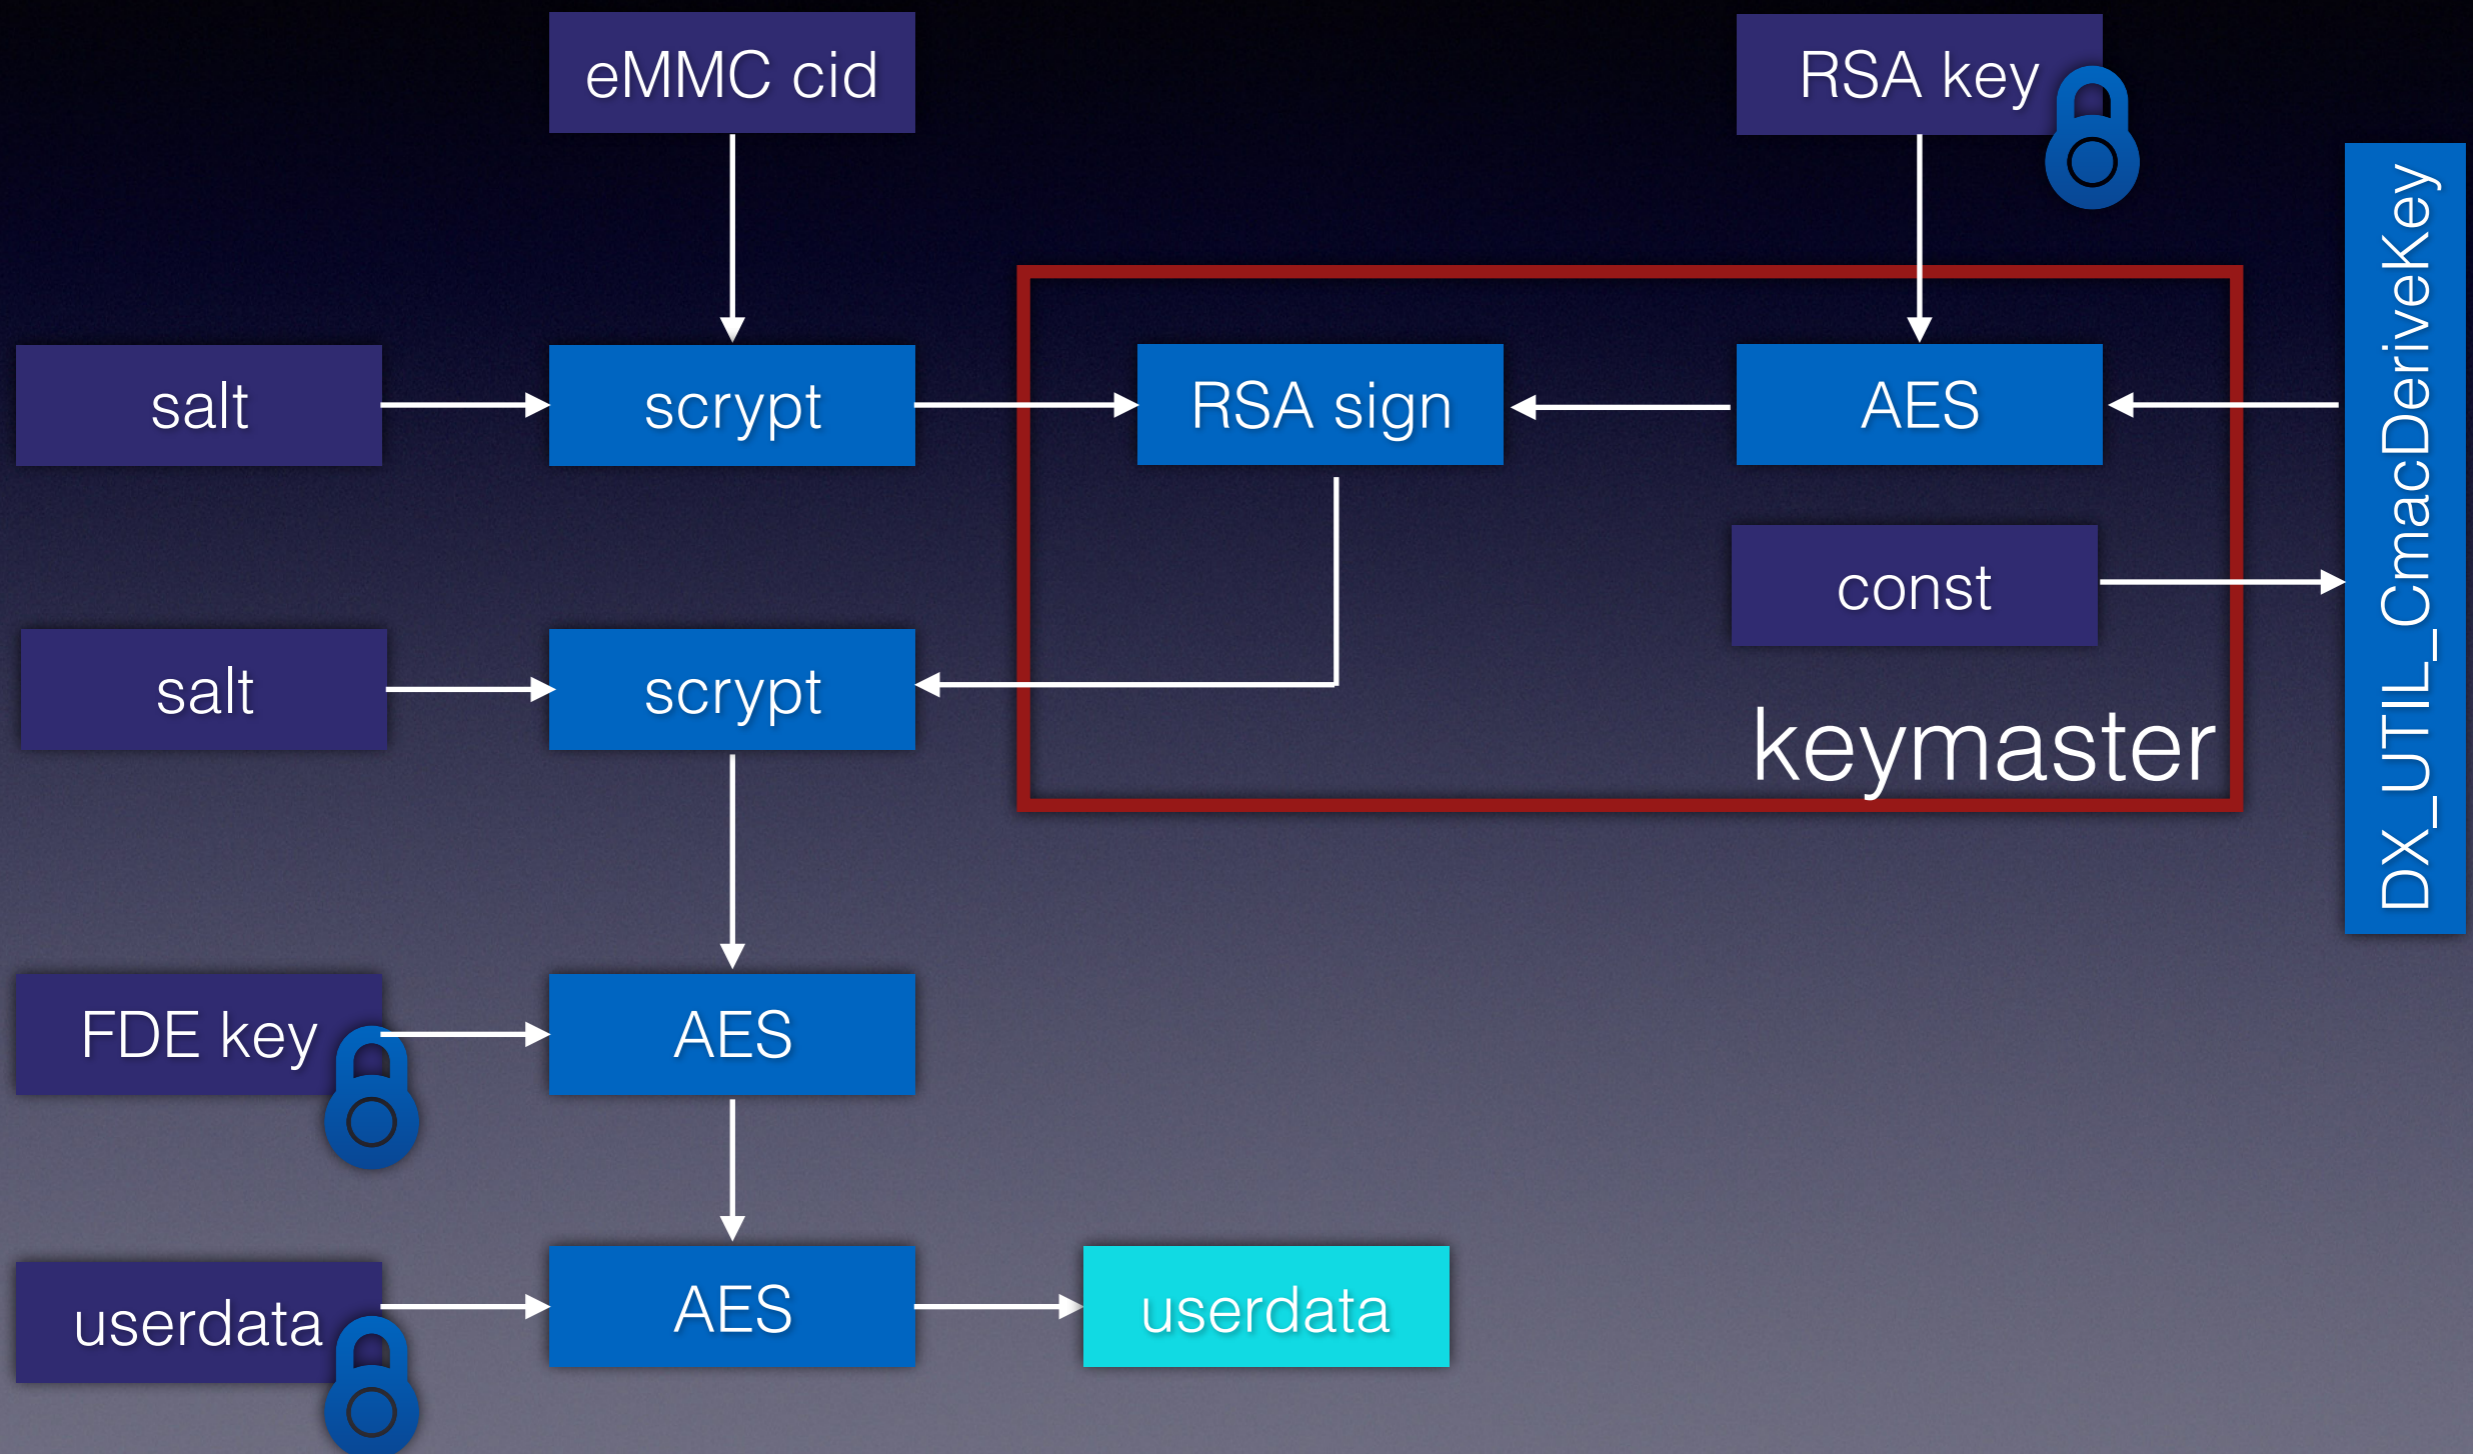 eMMC cid
RSA key
salt
scrypt
RSA sign
AES
DX_UTIL_CmacDeriveKey
const
salt
scrypt
keymaster
FDE key
AES
userdata
AES
userdata